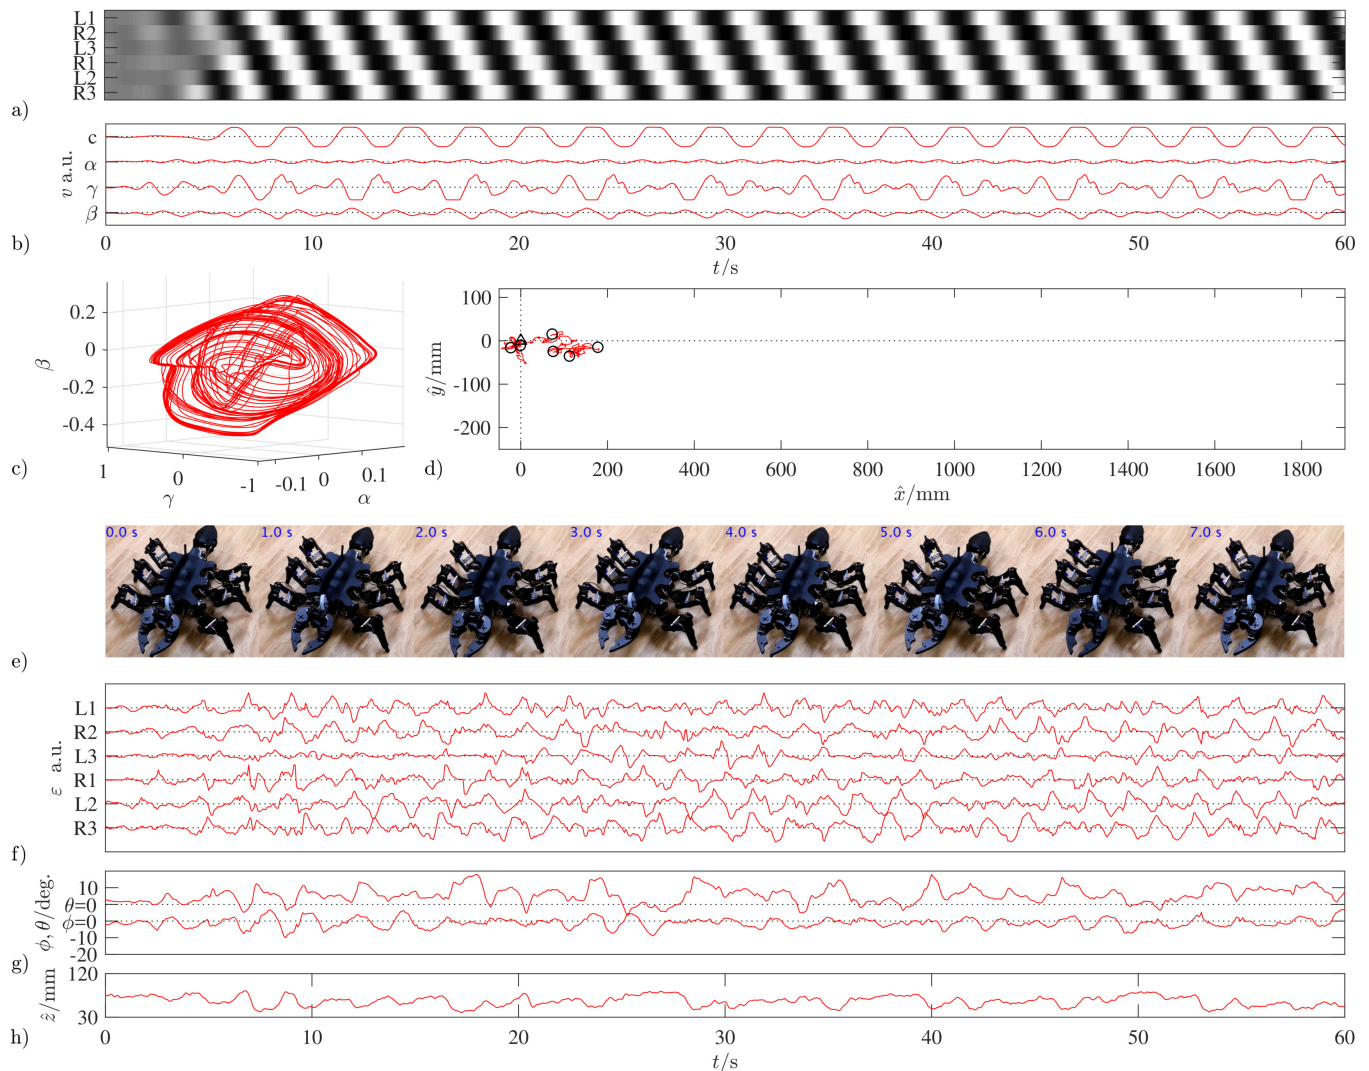 L1
R2
L3
R1
L2
R3
a)
c
α
γ
β
v a.u.
b)
0 10 20 30 40 50 60
t/s
0.2
0
-0.2
-0.4
β
1 0 -1 -0.1 0 0.1
γ α
c)
100
0
-100
-200
ŷ/mm
0 200 400 600 800 1000 1200 1400 1600 1800
x̂/mm
d)
0.0 s 1.0 s 2.0 s 3.0 s 4.0 s 5.0 s 6.0 s 7.0 s
e)
L1
R2
L3
R1
L2
R3
ε a.u.
f)
10
θ=0
ϕ=0
-10
-20
ϕ, θ/deg.
g)
120
30
ẑ/mm
h)
0 10 20 30 40 50 60
t/s